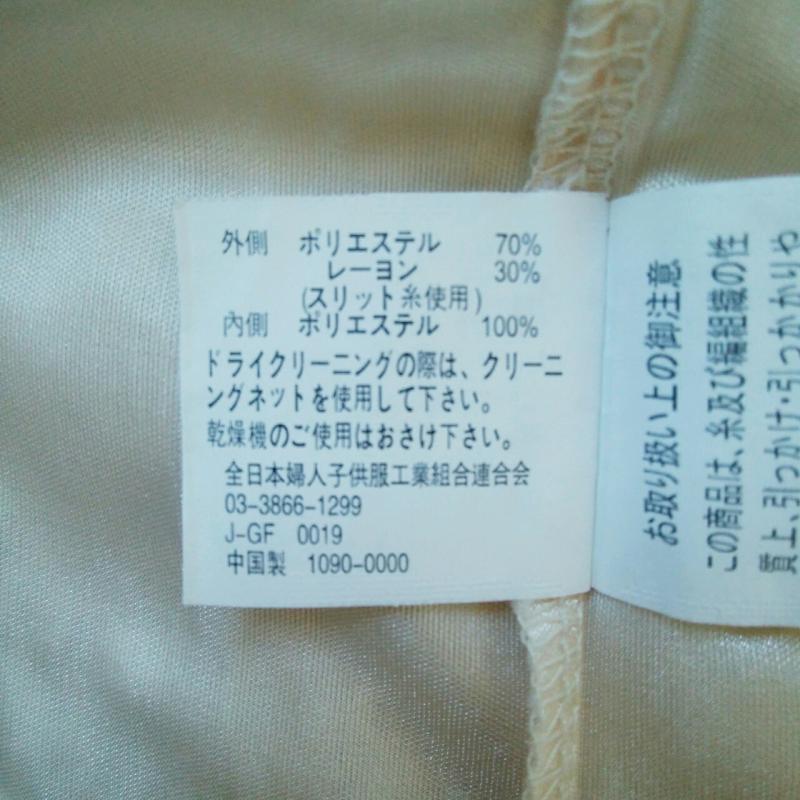 外側 ポリエステル 70%
レーヨン 30%
(スリット糸使用)
内側 ポリエステル 100%
ドライクリーニングの際は、クリーニ
ングネットを使用して下さい。
乾燥機のご使用はおさけ下さい。
全日本婦人子供服工業組合連合会
03-3866-1299
J-GF 0019
中国製 1090-0000
お取り扱い上の御注意
この商品は、糸及び編組織の性
質上、引っかけ・引っかかりや